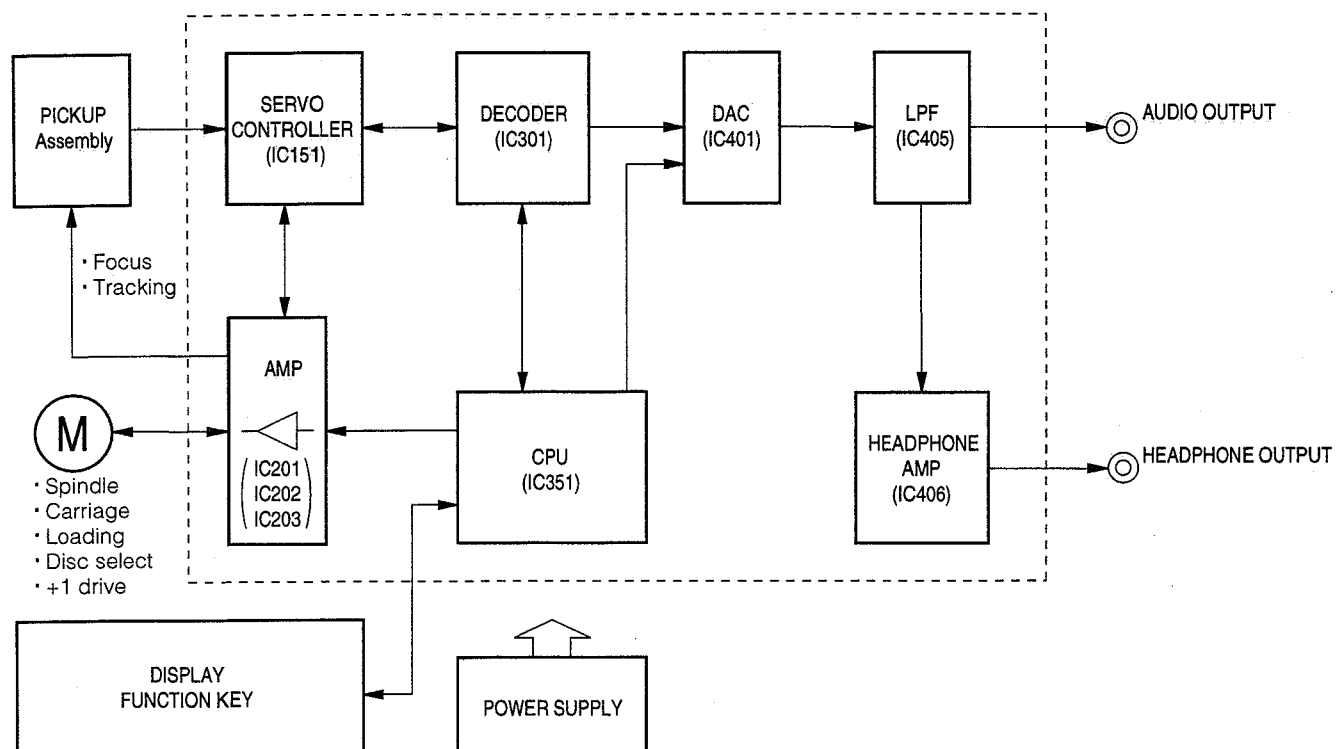 PICKUP
Assembly
SERVO
CONTROLLER
(IC151)
DECODER
(IC301)
DAC
(IC401)
LPF
(IC405)
AUDIO OUTPUT
· Focus
· Tracking
AMP
(IC201
IC202
IC203)
M
· Spindle
· Carriage
· Loading
· Disc select
· +1 drive
CPU
(IC351)
HEADPHONE
AMP
(IC406)
HEADPHONE OUTPUT
DISPLAY
FUNCTION KEY
POWER SUPPLY